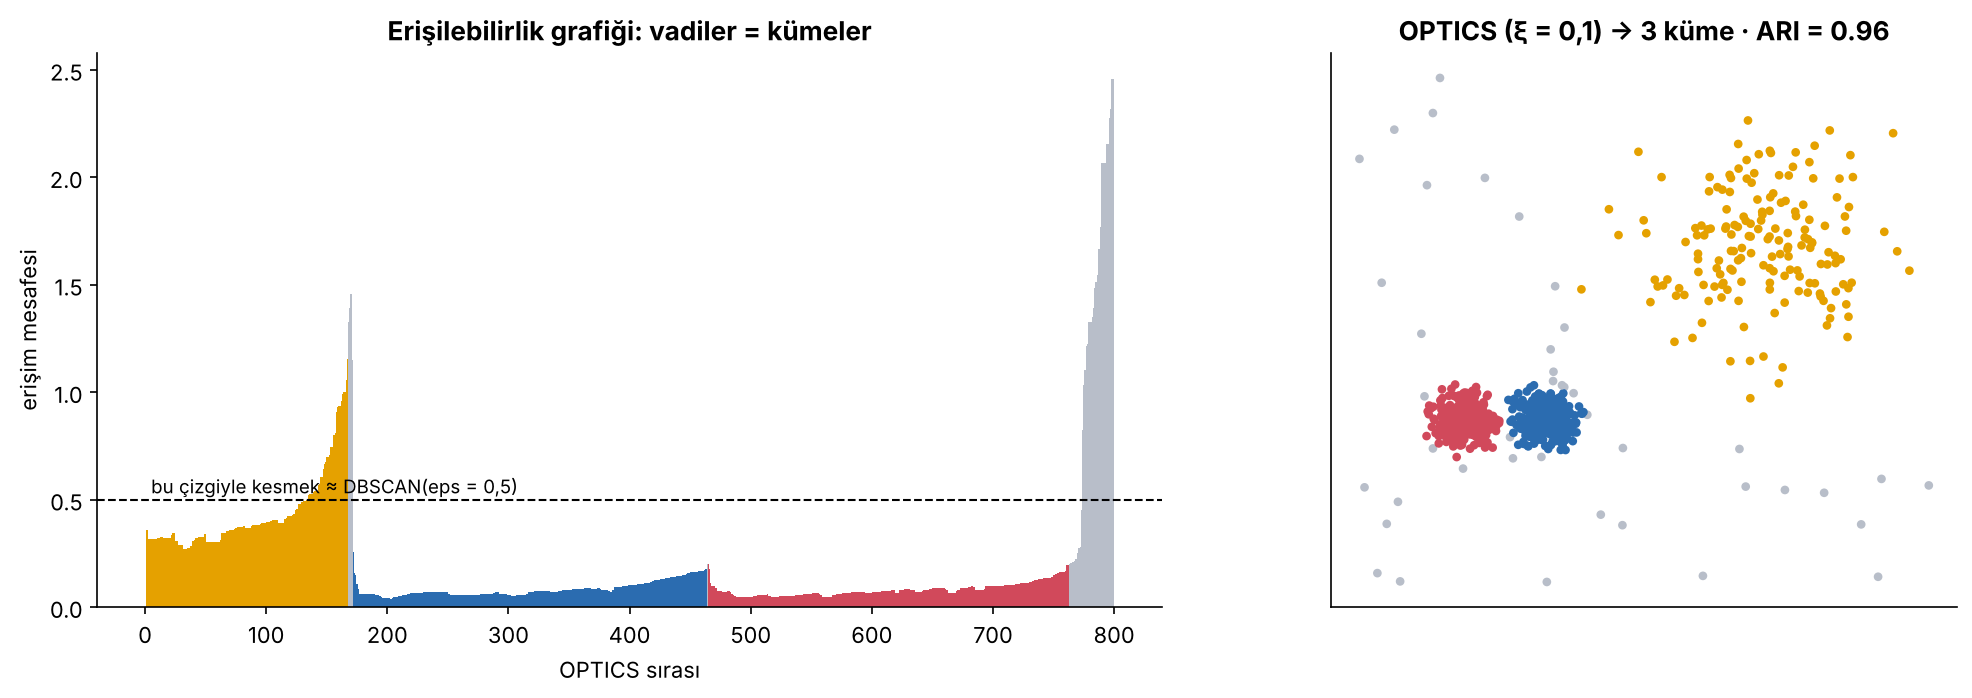 Erişilebilirlik grafiği: vadiler = kümeler
2.5
2.0
1.5
1.0
0.5
0.0
erişim mesafesi
bu çizgiyle kesmek ≈ DBSCAN(eps = 0,5)
0 100 200 300 400 500 600 700 800
OPTICS sırası
OPTICS (ξ = 0,1) → 3 küme · ARI = 0.96